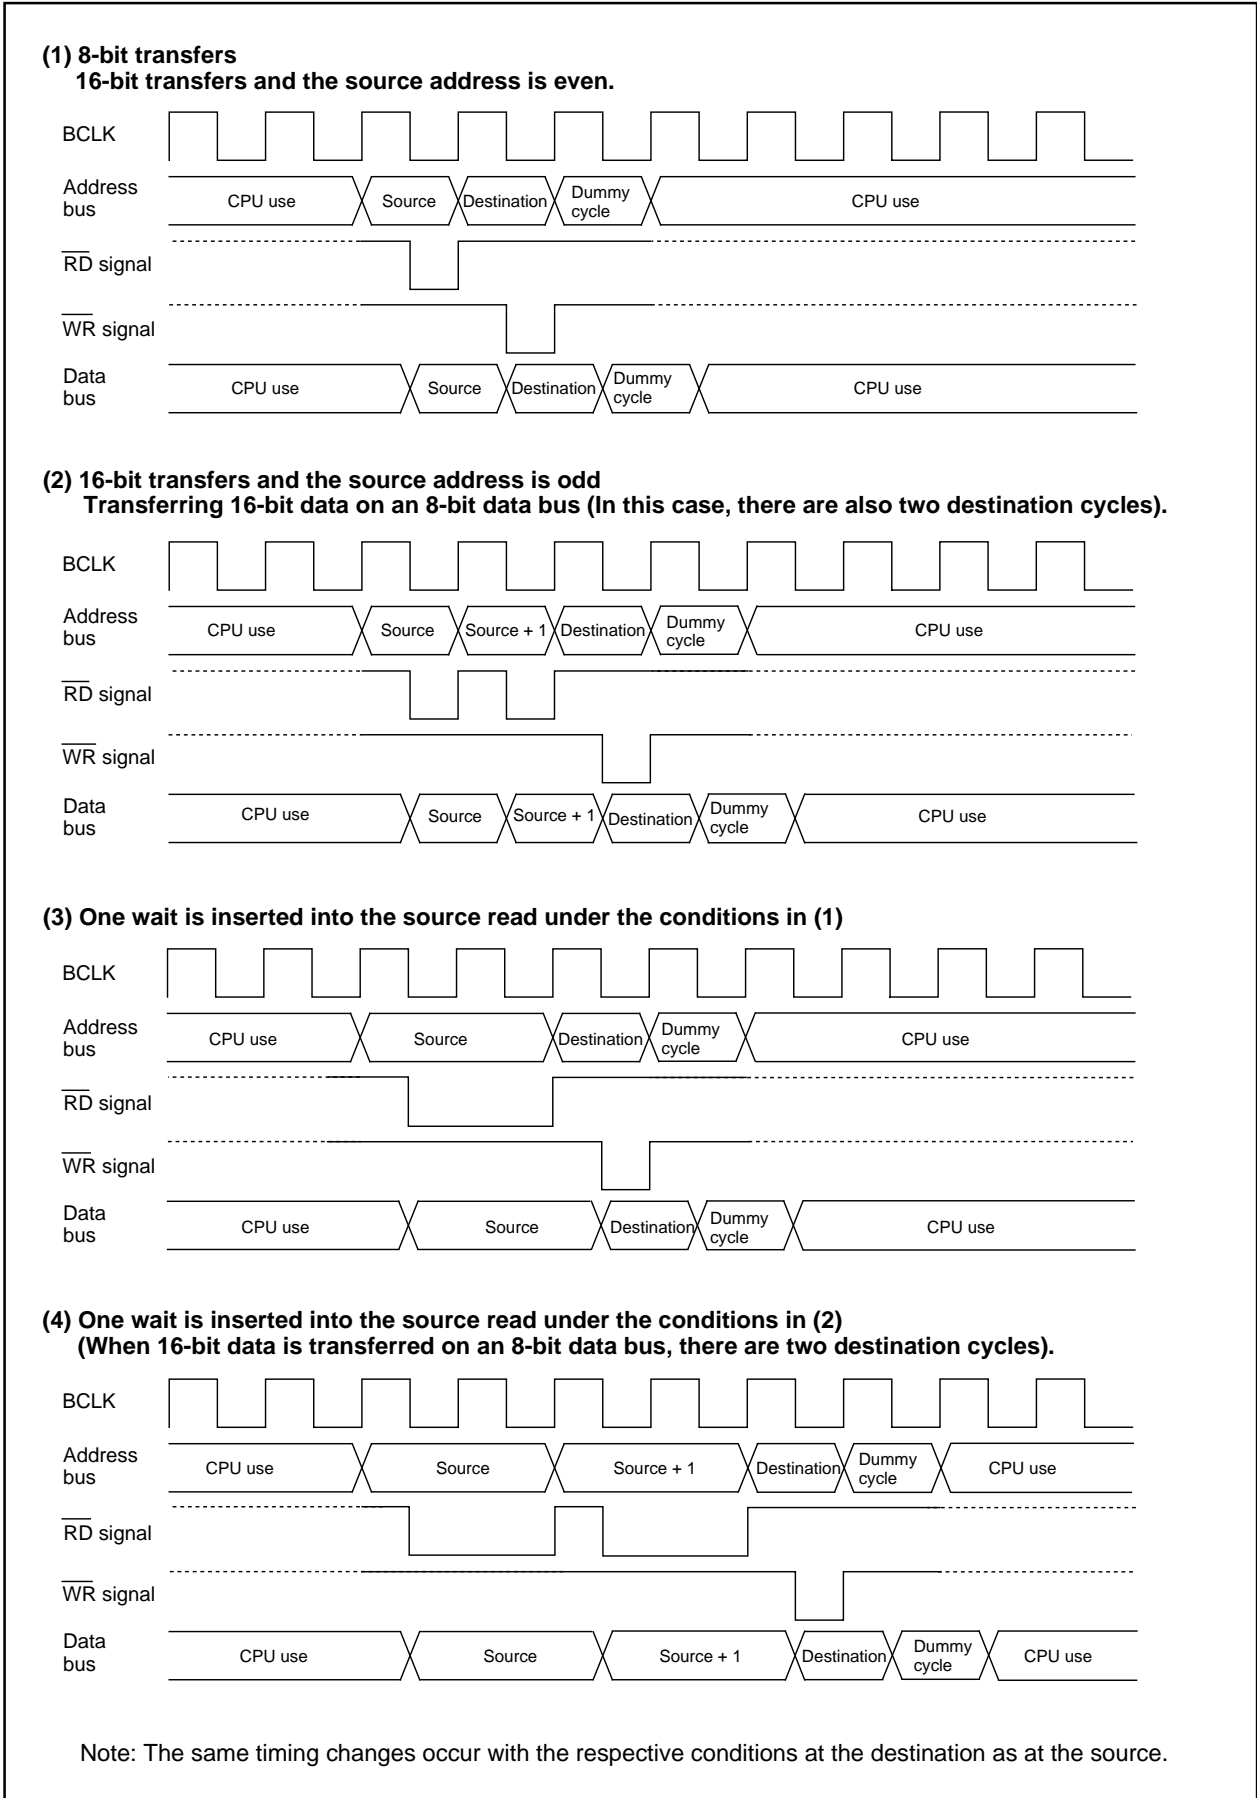 (1) 8-bit transfers
16-bit transfers and the source address is even.
BCLK
Address
bus
CPU use
Source
Destination
Dummy
cycle
CPU use
RD signal
WR signal
Data
bus
CPU use
Source
Destination
Dummy
cycle
CPU use
(2) 16-bit transfers and the source address is odd
Transferring 16-bit data on an 8-bit data bus (In this case, there are also two destination cycles).
BCLK
Address
bus
CPU use
Source
Source + 1
Destination
Dummy
cycle
CPU use
RD signal
WR signal
Data
bus
CPU use
Source
Source + 1
Destination
Dummy
cycle
CPU use
(3) One wait is inserted into the source read under the conditions in (1)
BCLK
Address
bus
CPU use
Source
Destination
Dummy
cycle
CPU use
RD signal
WR signal
Data
bus
CPU use
Source
Destination
Dummy
cycle
CPU use
(4) One wait is inserted into the source read under the conditions in (2)
(When 16-bit data is transferred on an 8-bit data bus, there are two destination cycles).
BCLK
Address
bus
CPU use
Source
Source + 1
Destination
Dummy
cycle
CPU use
RD signal
WR signal
Data
bus
CPU use
Source
Source + 1
Destination
Dummy
cycle
CPU use
Note: The same timing changes occur with the respective conditions at the destination as at the source.